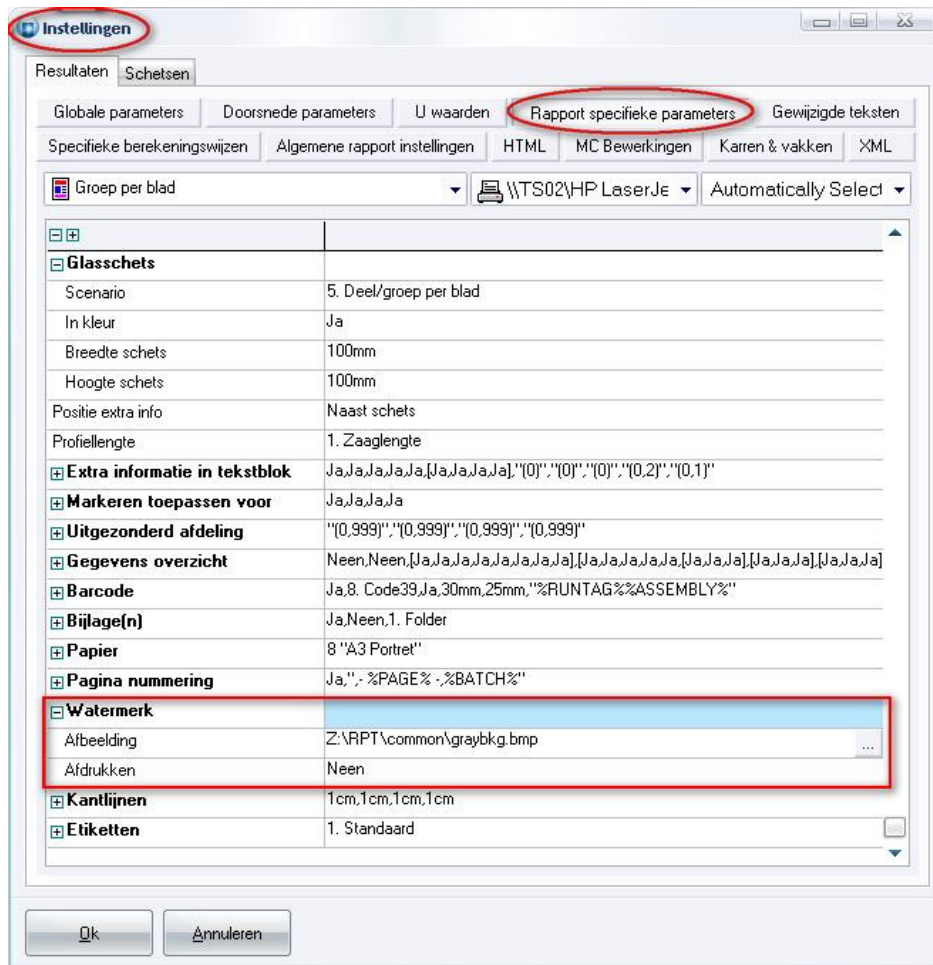 Instellingen
Resultaten Schetsen
Globale parameters Doorsnede parameters U waarden Rapport specifieke parameters Gewijzigde teksten
Specifieke berekeningswijzen Algemene rapport instellingen HTML MC Bewerkingen Karren & vakken XML
Groep per blad \\TS02\HP LaserJe Automatically Select
Glasschets
Scenario 5. Deel/groep per blad
In kleur Ja
Breedte schets 100mm
Hoogte schets 100mm
Positie extra info Naast schets
Profiellengte 1. Zaaglengte
Extra informatie in tekstblok Ja,Ja,Ja,Ja,Ja,[Ja,Ja,Ja,Ja],"(0)","(0)","(0)","(0,2)","(0,1)"
Markeren toepassen voor Ja,Ja,Ja,Ja
Uitgezonderd afdeling "(0,999)","(0,999)","(0,999)","(0,999)"
Gegevens overzicht Neen,Neen,[Ja,Ja,Ja,Ja,Ja,Ja,Ja,Ja],[Ja,Ja,Ja,Ja,Ja,[Ja,Ja,Ja],[Ja,Ja,Ja],[Ja,Ja,Ja]
Barcode Ja,8. Code39,Ja,30mm,25mm,"%RUNTAG%%ASSEMBLY%"
Bijlage(n) Ja,Neen,1. Folder
Papier 8 "A3 Portret"
Pagina nummering Ja,",- %PAGE% -,%BATCH%"
Watermerk
Afbeelding Z:\RPT\common\graybkg.bmp ...
Afdrukken Neen
Kantlijnen 1cm,1cm,1cm,1cm
Etiketten 1. Standaard
Ok Annuleren